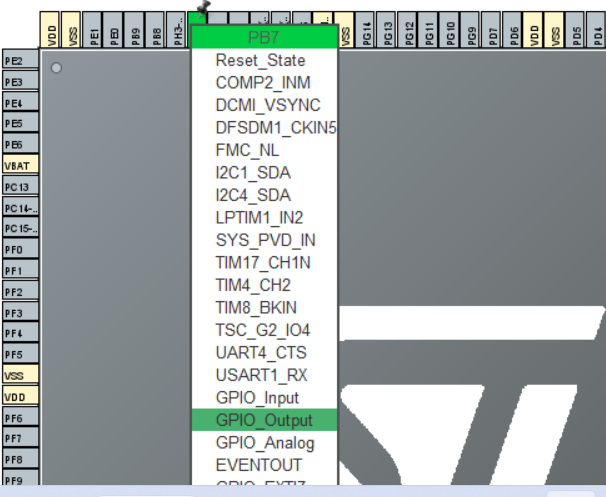 VDD
VSS
PE1
PE0
PB9
PB8
PH3-..
VSS
PG14
PG13
PG12
PG11
PG10
PG9
PD7
PD6
VDD
VSS
PD5
PD4
PB7
Reset_State
COMP2_INM
DCMI_VSYNC
DFSDM1_CKIN5
FMC_NL
I2C1_SDA
I2C4_SDA
LPTIM1_IN2
SYS_PVD_IN
TIM17_CH1N
TIM4_CH2
TIM8_BKIN
TSC_G2_IO4
UART4_CTS
USART1_RX
GPIO_Input
GPIO_Output
GPIO_Analog
EVENTOUT
GPIO_EXTI7
PE2
PE3
PE4
PE5
PE6
VBAT
PC13
PC14-..
PC15-..
PF0
PF1
PF2
PF3
PF4
PF5
VSS
VDD
PF6
PF7
PF8
PF9